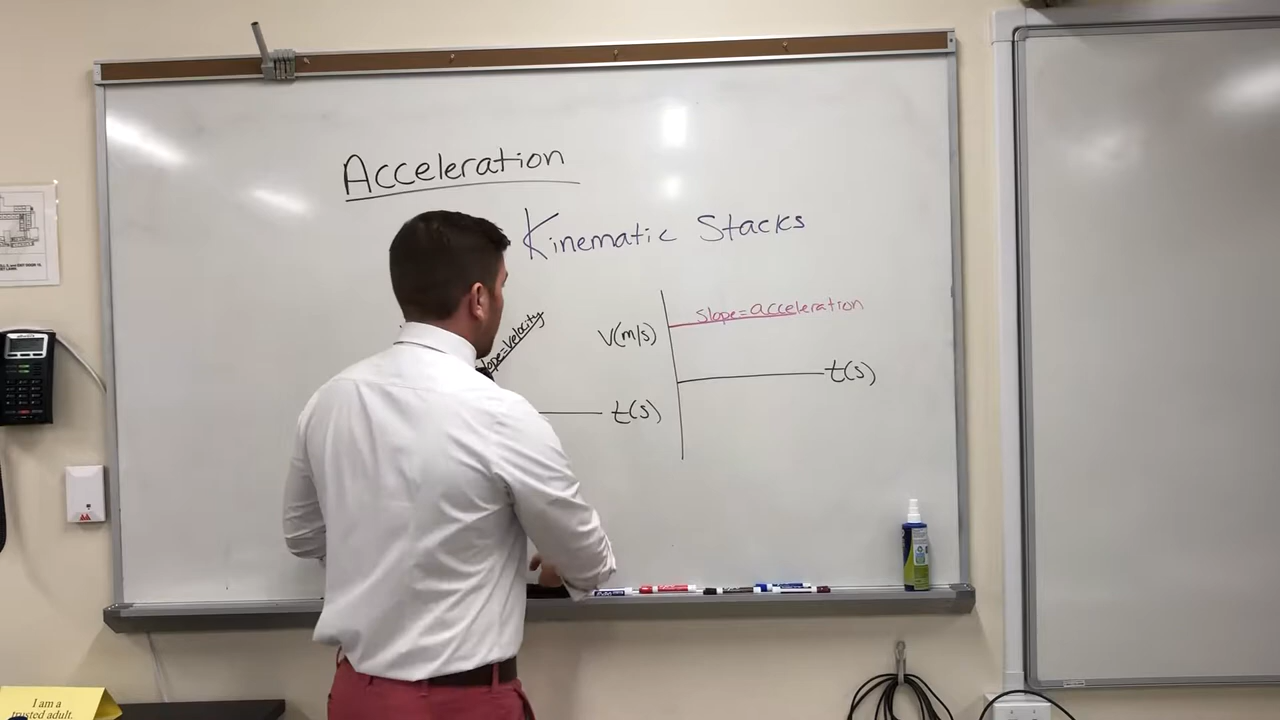 Acceleration
Kinematic Stacks
slope=acceleration
v(m/s)
t(s)
slope=velocity
t(s)
I am a
trusted adult.